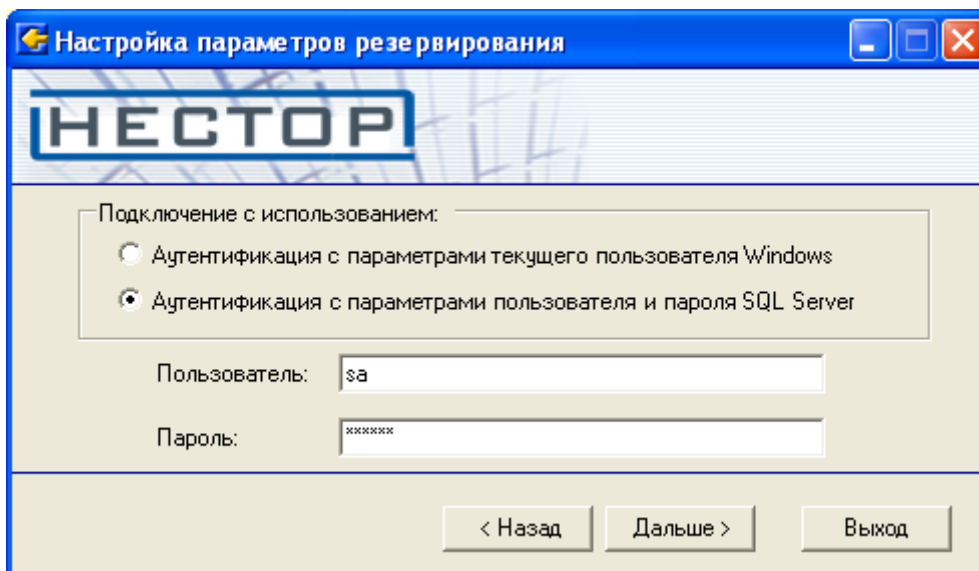 Настройка параметров резервирования
НЕСТОР
Подключение с использованием:
Аутентификация с параметрами текущего пользователя Windows
Аутентификация с параметрами пользователя и пароля SQL Server
Пользователь: sa
Пароль: ******
< Назад Дальше > Выход